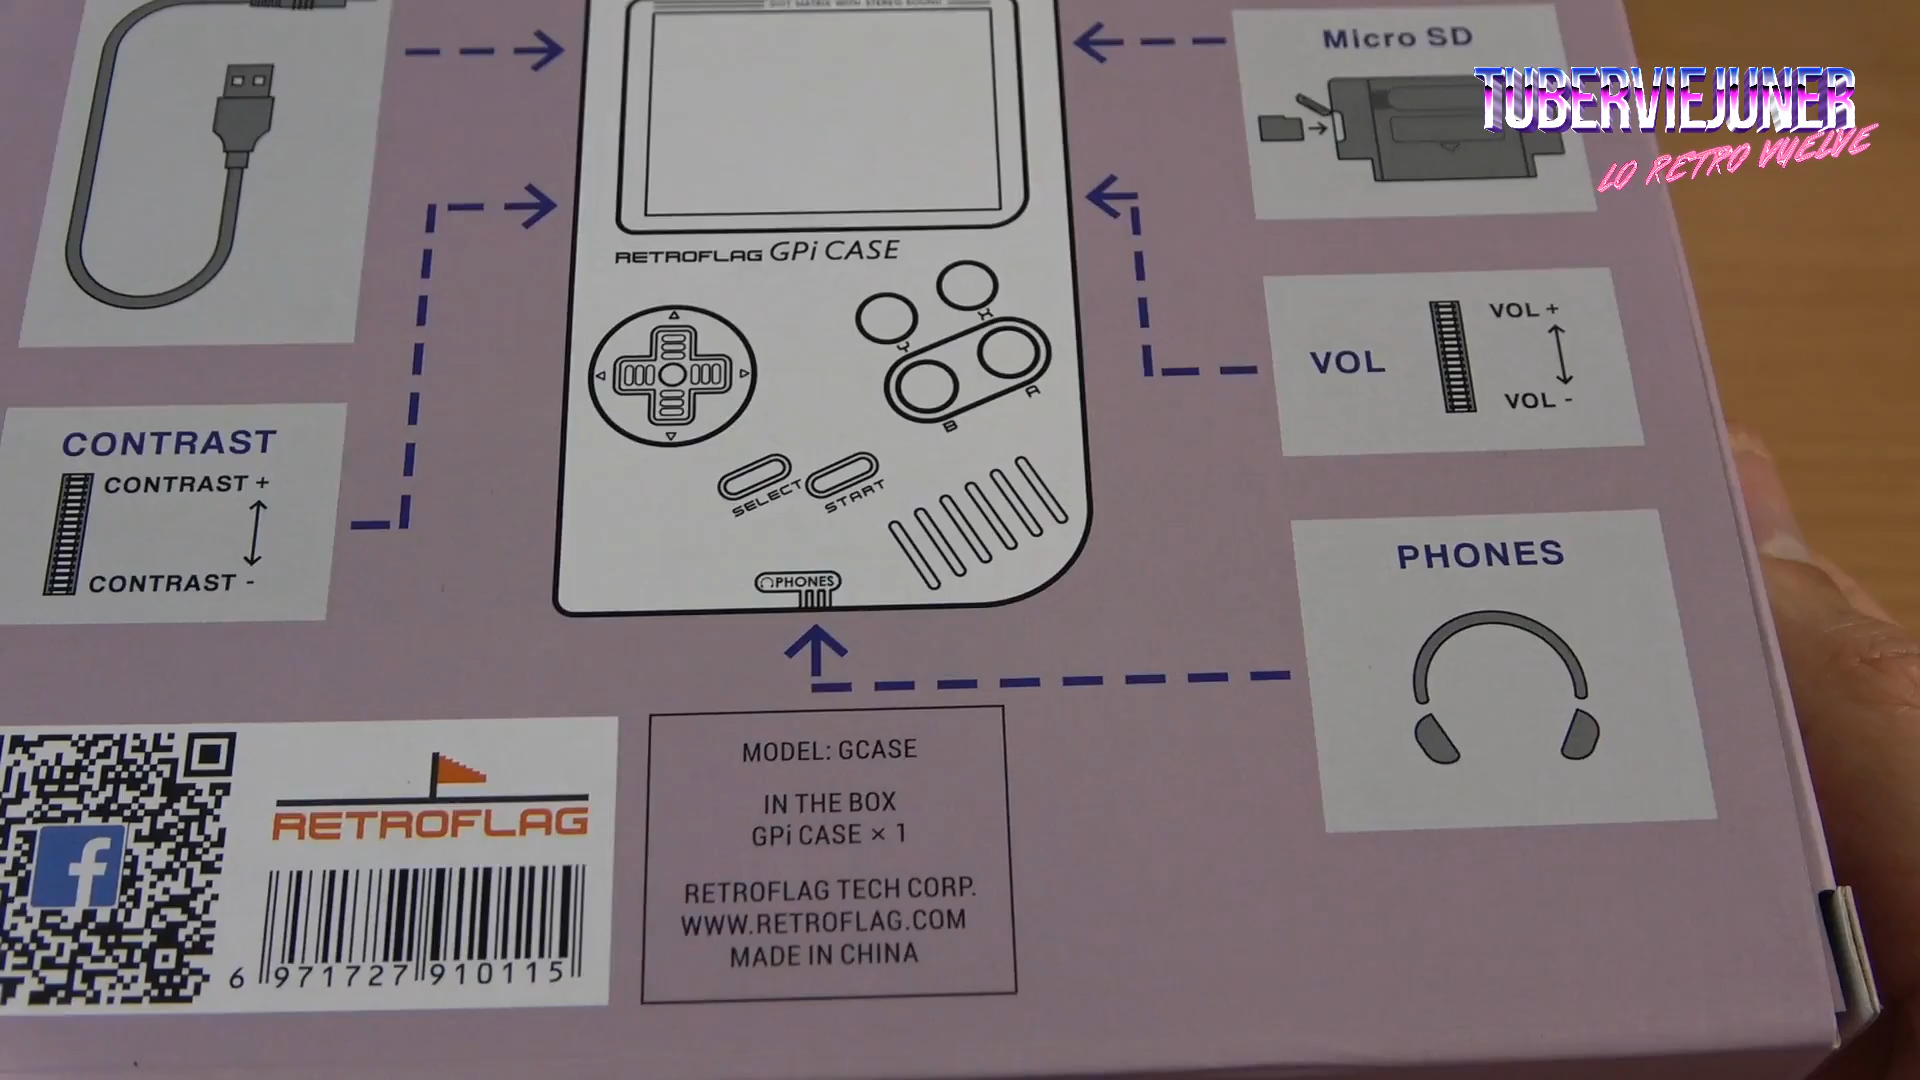 DOT MATRIX WITH STEREO SOUND
Micro SD
TUBERVIEJUNER
LO RETRO VUELVE
RETROFLAG GPi CASE
X
Y
A
B
SELECT
START
PHONES
VOL
VOL +
VOL -
CONTRAST
CONTRAST +
CONTRAST -
PHONES
RETROFLAG
6 971727 910115
MODEL: GCASE
IN THE BOX
GPi CASE × 1
RETROFLAG TECH CORP.
WWW.RETROFLAG.COM
MADE IN CHINA